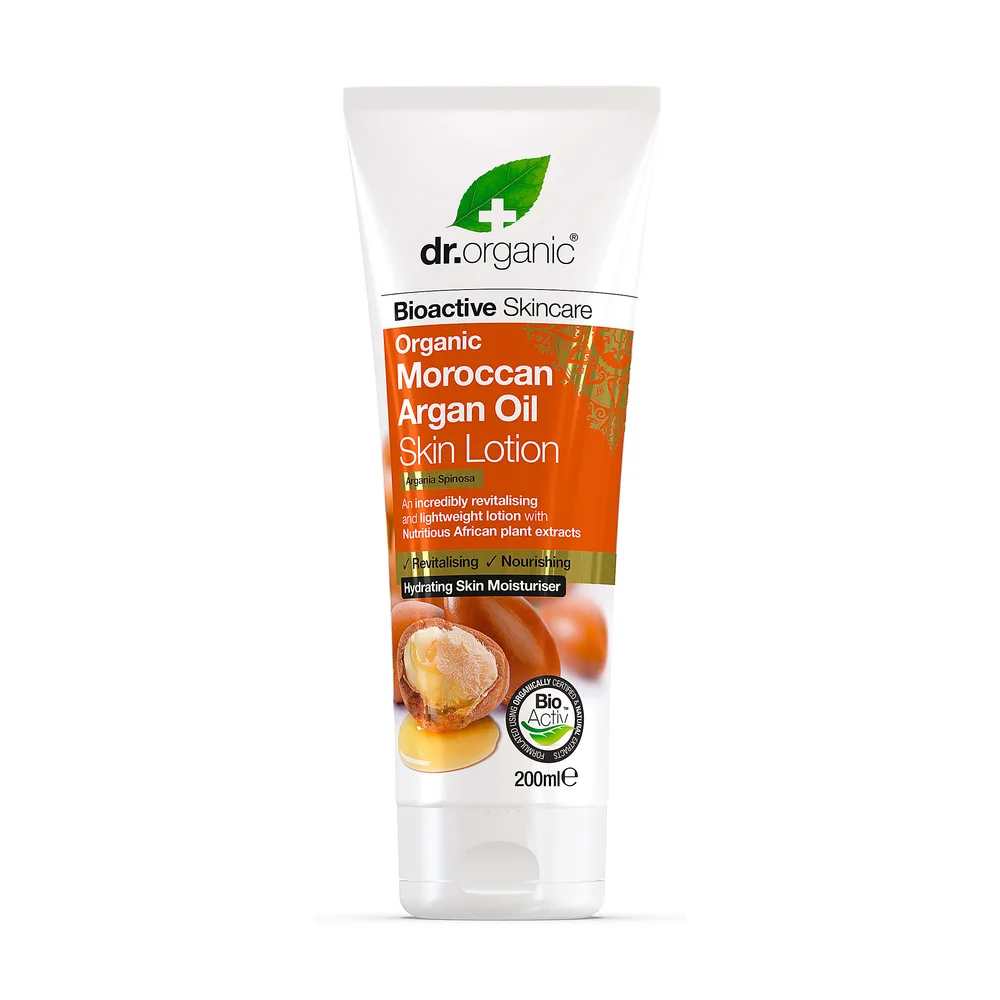 dr.organic®
Bioactive Skincare
Organic
Moroccan
Argan Oil
Skin Lotion
Argania Spinosa
An incredibly revitalising
and lightweight lotion with
Nutritious African plant extracts
✓ Revitalising ✓ Nourishing
Hydrating Skin Moisturiser
FORMULATED USING ORGANICALLY CERTIFIED & NATURAL EXTRACTS
Bio
Activ™
200ml℮